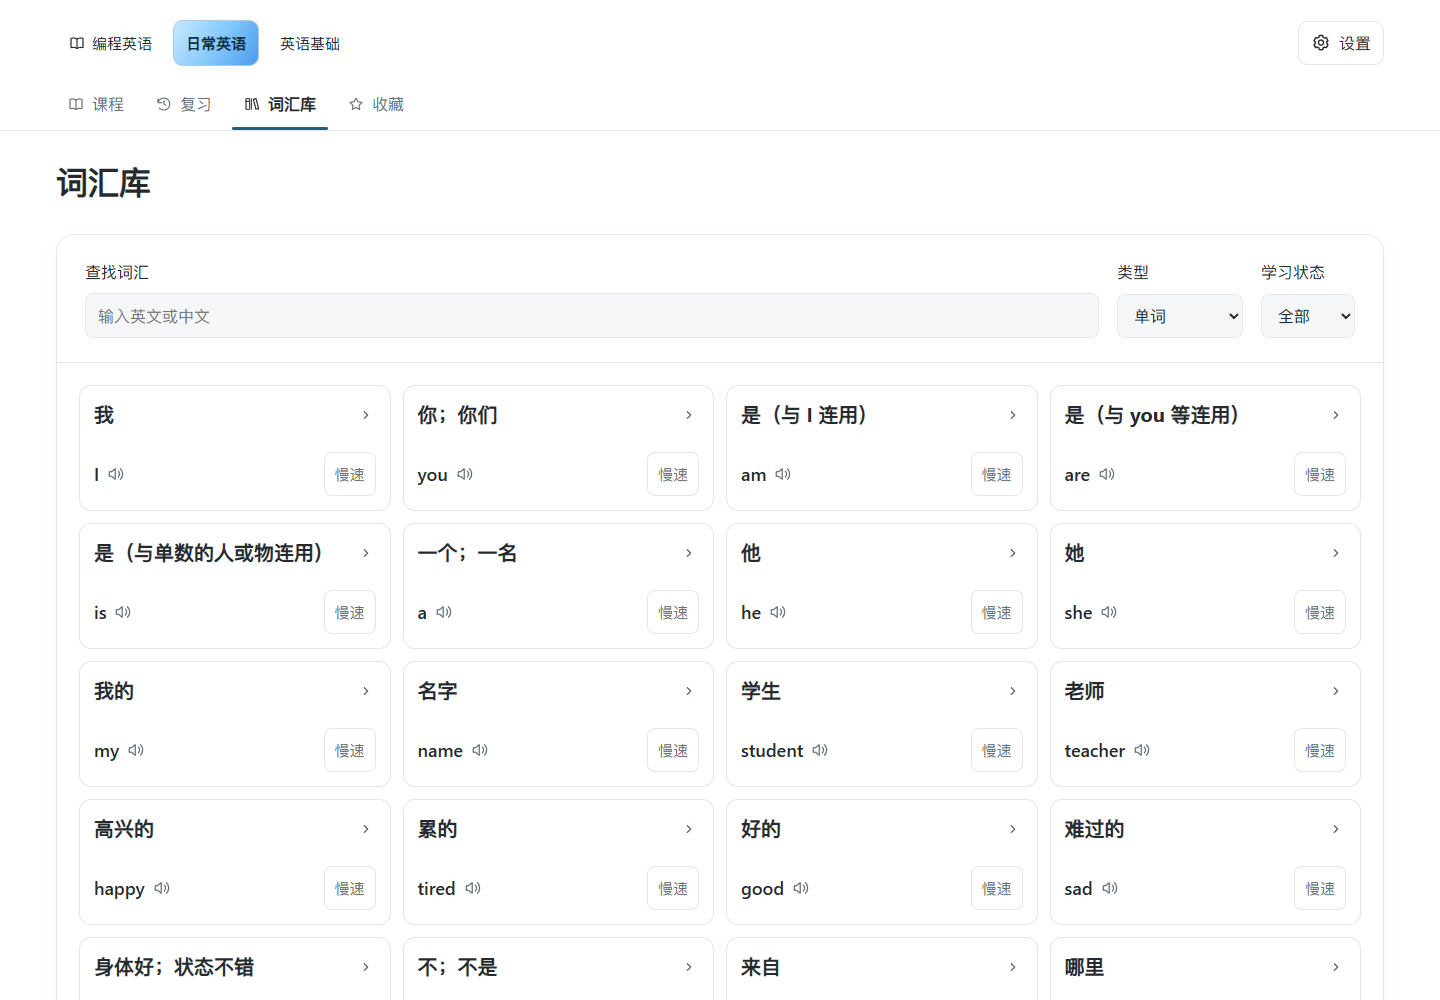 编程英语 日常英语 英语基础 设置
课程 复习 词汇库 收藏
词汇库
查找词汇 类型 学习状态
输入英文或中文 单词 全部
我 你；你们 是（与 I 连用） 是（与 you 等连用）
I 慢速 you 慢速 am 慢速 are 慢速
是（与单数的人或物连用） 一个；一名 他 她
is 慢速 a 慢速 he 慢速 she 慢速
我的 名字 学生 老师
my 慢速 name 慢速 student 慢速 teacher 慢速
高兴的 累的 好的 难过的
happy 慢速 tired 慢速 good 慢速 sad 慢速
身体好；状态不错 不；不是 来自 哪里